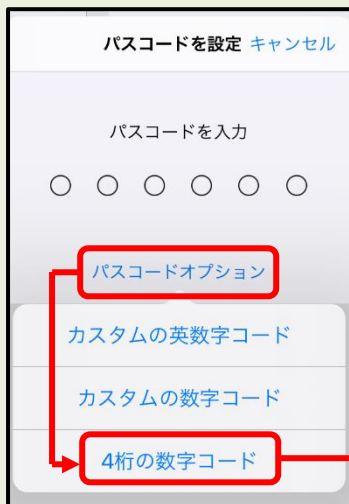 パスコードを設定 キャンセル
パスコードを入力
パスコードオプション
カスタムの英数字コード
カスタムの数字コード
4桁の数字コード